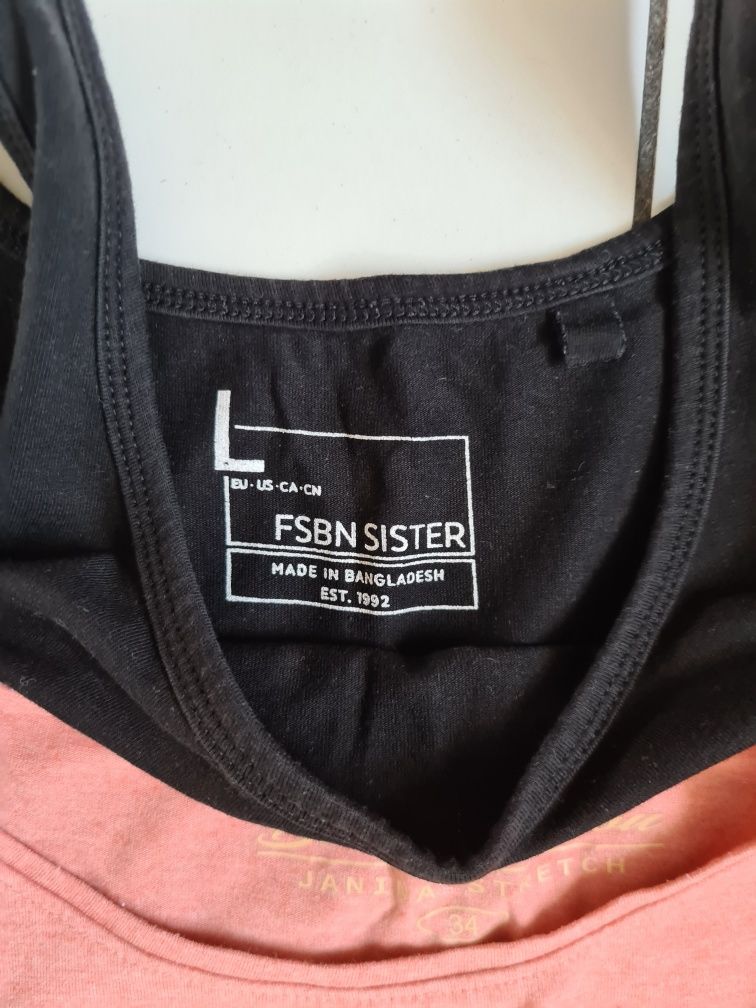 L
EU·US·CA·CN
FSBN SISTER
MADE IN BANGLADESH
EST. 1992
JANINA STRETCH
34